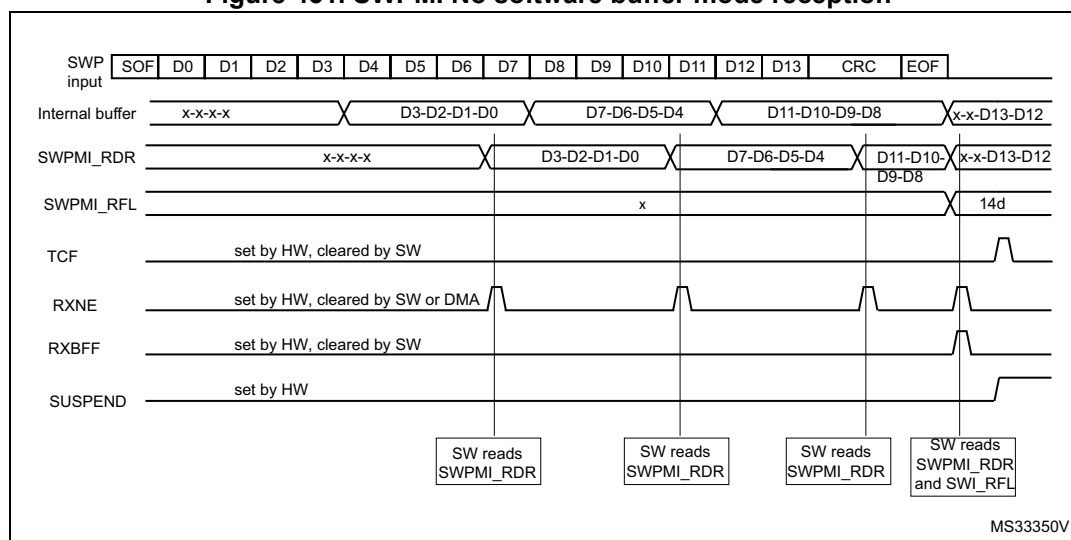 Figure 431. SWPMI No software buffer mode reception
SWP input SOF D0 D1 D2 D3 D4 D5 D6 D7 D8 D9 D10 D11 D12 D13 CRC EOF
Internal buffer x-x-x-x D3-D2-D1-D0 D7-D6-D5-D4 D11-D10-D9-D8 x-x-D13-D12
SWPMI_RDR x-x-x-x D3-D2-D1-D0 D7-D6-D5-D4 D11-D10-D9-D8 x-x-D13-D12
SWPMI_RFL x 14d
TCF set by HW, cleared by SW
RXNE set by HW, cleared by SW or DMA
RXBFF set by HW, cleared by SW
SUSPEND set by HW
SW reads SWPMI_RDR
SW reads SWPMI_RDR
SW reads SWPMI_RDR
SW reads SWPMI_RDR and SWI_RFL
MS33350V1